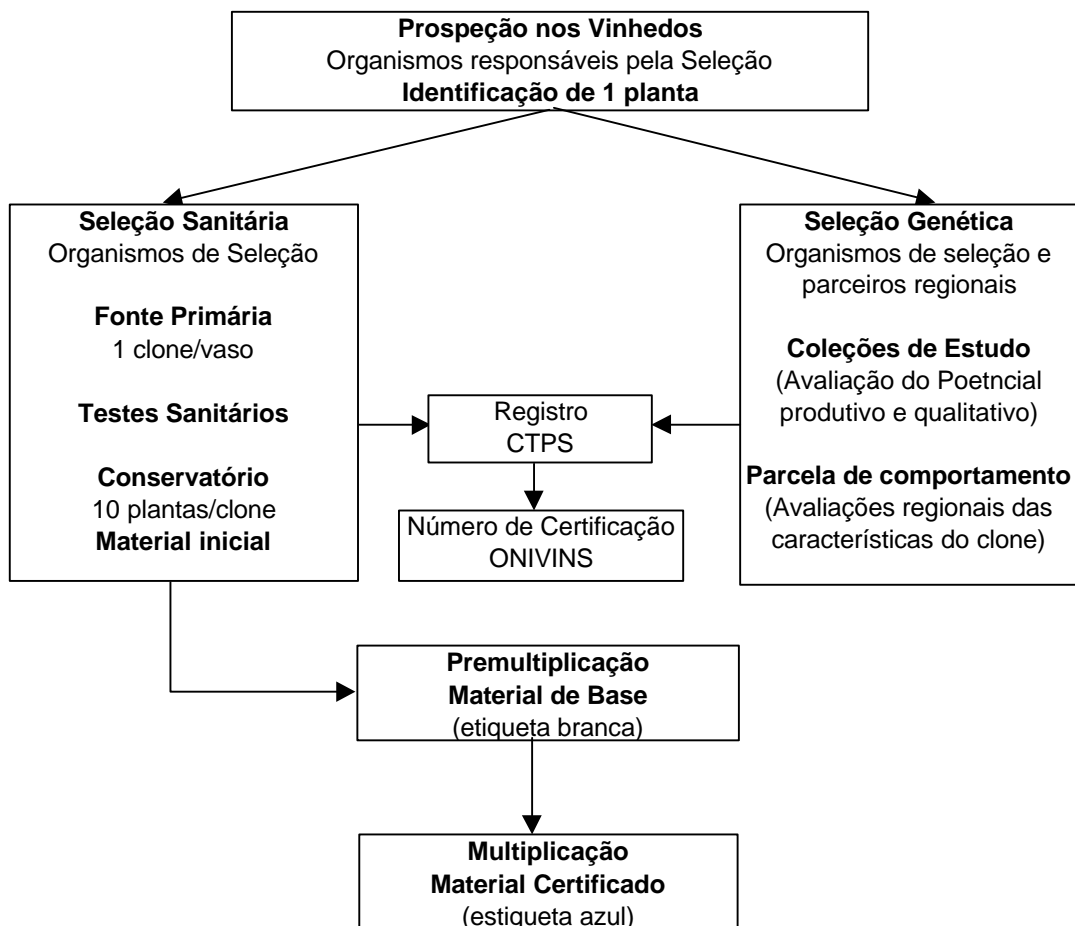 Prospeção nos Vinhedos
Organismos responsáveis pela Seleção
Identificação de 1 planta
Seleção Sanitária
Organismos de Seleção
Fonte Primária
1 clone/vaso
Testes Sanitários
Conservatório
10 plantas/clone
Material inicial
Seleção Genética
Organismos de seleção e
parceiros regionais
Coleções de Estudo
(Avaliação do Poetncial
produtivo e qualitativo)
Parcela de comportamento
(Avaliações regionais das
características do clone)
Registro
CTPS
Número de Certificação
ONIVINS
Premultiplicação
Material de Base
(etiqueta branca)
Multiplicação
Material Certificado
(estiqueta azul)